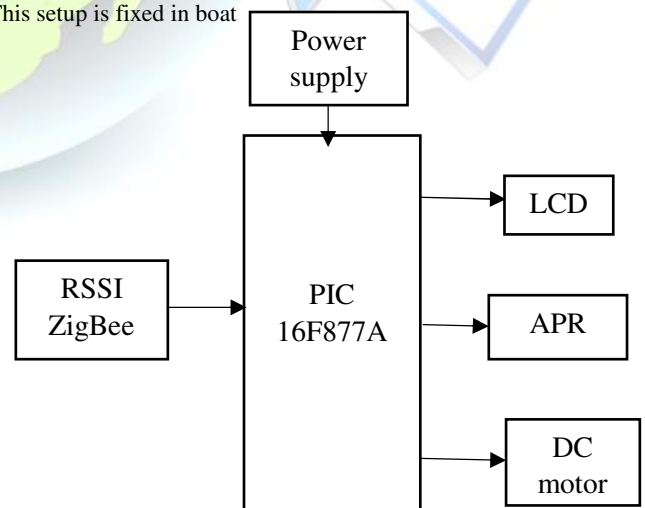 This setup is fixed in boat
Power
supply
LCD
RSSI
ZigBee
PIC
16F877A
APR
DC
motor